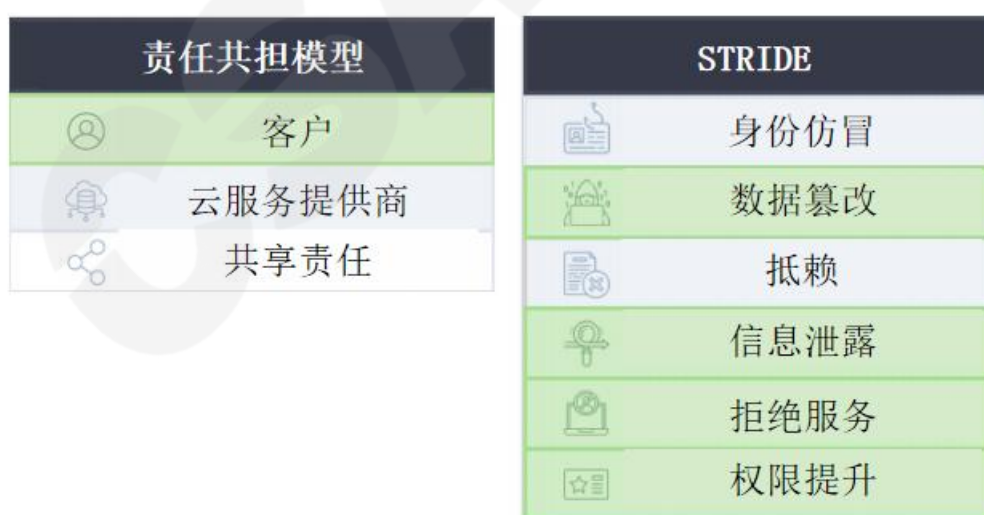 责任共担模型
客户
云服务提供商
共享责任
STRIDE
身份仿冒
数据篡改
抵赖
信息泄露
拒绝服务
权限提升